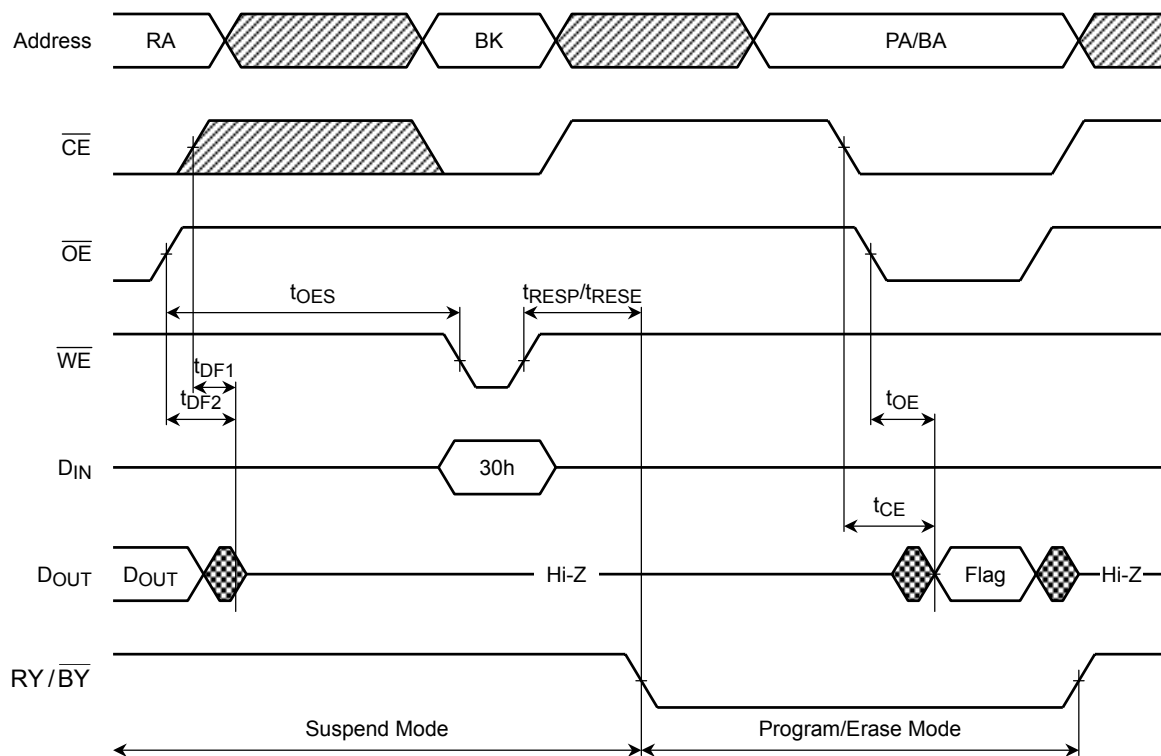 Address RA BK PA/BA
CE
OE
tOES tRESP/tRESE
WE
tDF1
tDF2 tOE
DIN 30h
tCE
DOUT DOUT Hi-Z Flag Hi-Z
RY/BY
Suspend Mode Program/Erase Mode